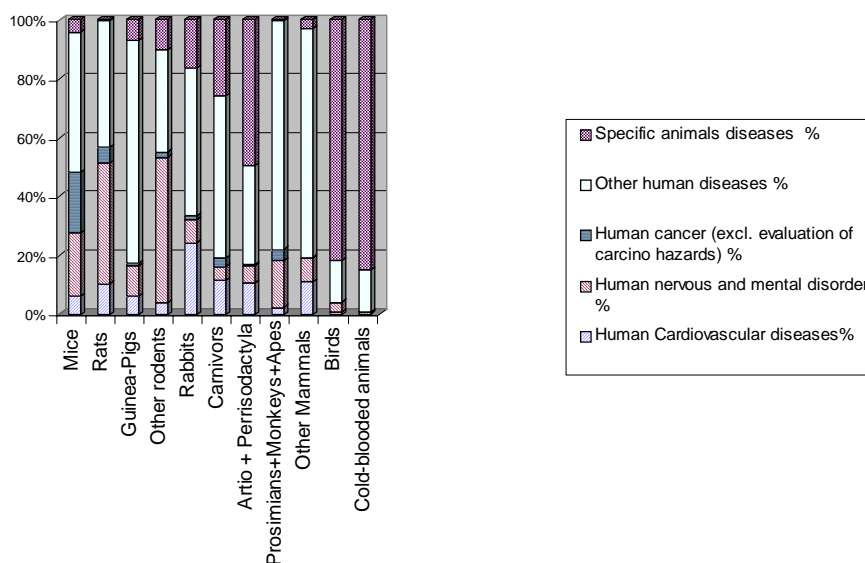 100%
80%
60%
40%
20%
0%
Mice
Rats
Guinea-Pigs
Other rodents
Rabbits
Carnivors
Artio + Perrisodactyla
Prosimians+Monkeys+Apes
Other Mammals
Birds
Cold-blooded animals
Specific animals diseases %
Other human diseases %
Human cancer (excl. evaluation of
carcino hazards) %
Human nervous and mental disorder
%
Human Cardiovascular diseases%